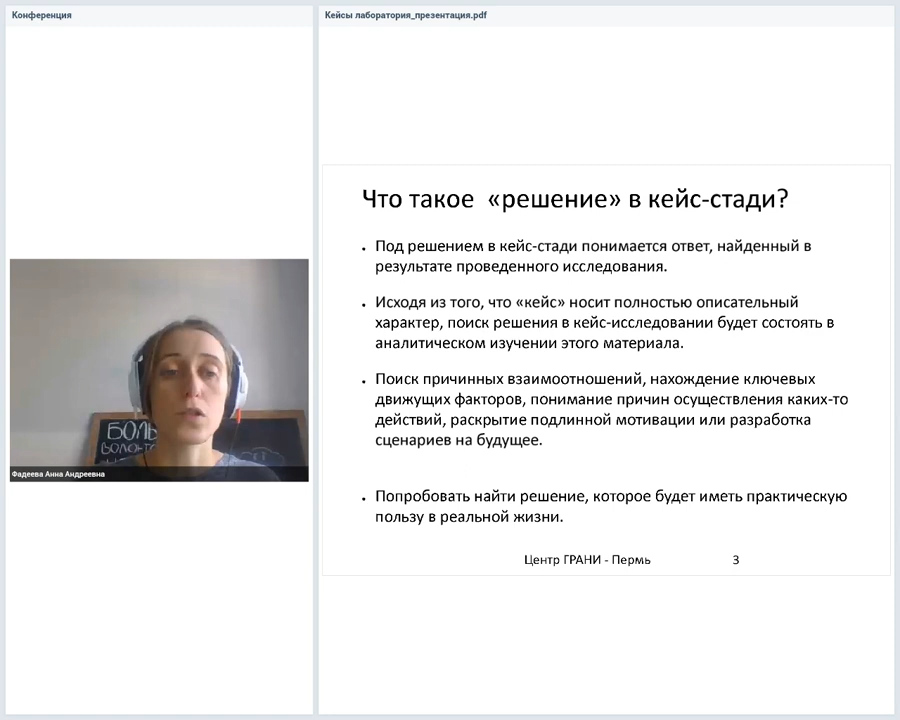 Конференция
Кейсы лаборатория_презентация.pdf
БОЛЬ
ВОЛОНТ
Фадеева Анна Андреевна
Что такое «решение» в кейс-стади?
Под решением в кейс-стади понимается ответ, найденный в
результате проведенного исследования.
Исходя из того, что «кейс» носит полностью описательный
характер, поиск решения в кейс-исследовании будет состоять в
аналитическом изучении этого материала.
Поиск причинных взаимоотношений, нахождение ключевых
движущих факторов, понимание причин осуществления каких-то
действий, раскрытие подлинной мотивации или разработка
сценариев на будущее.
Попробовать найти решение, которое будет иметь практическую
пользу в реальной жизни.
Центр ГРАНИ - Пермь 3